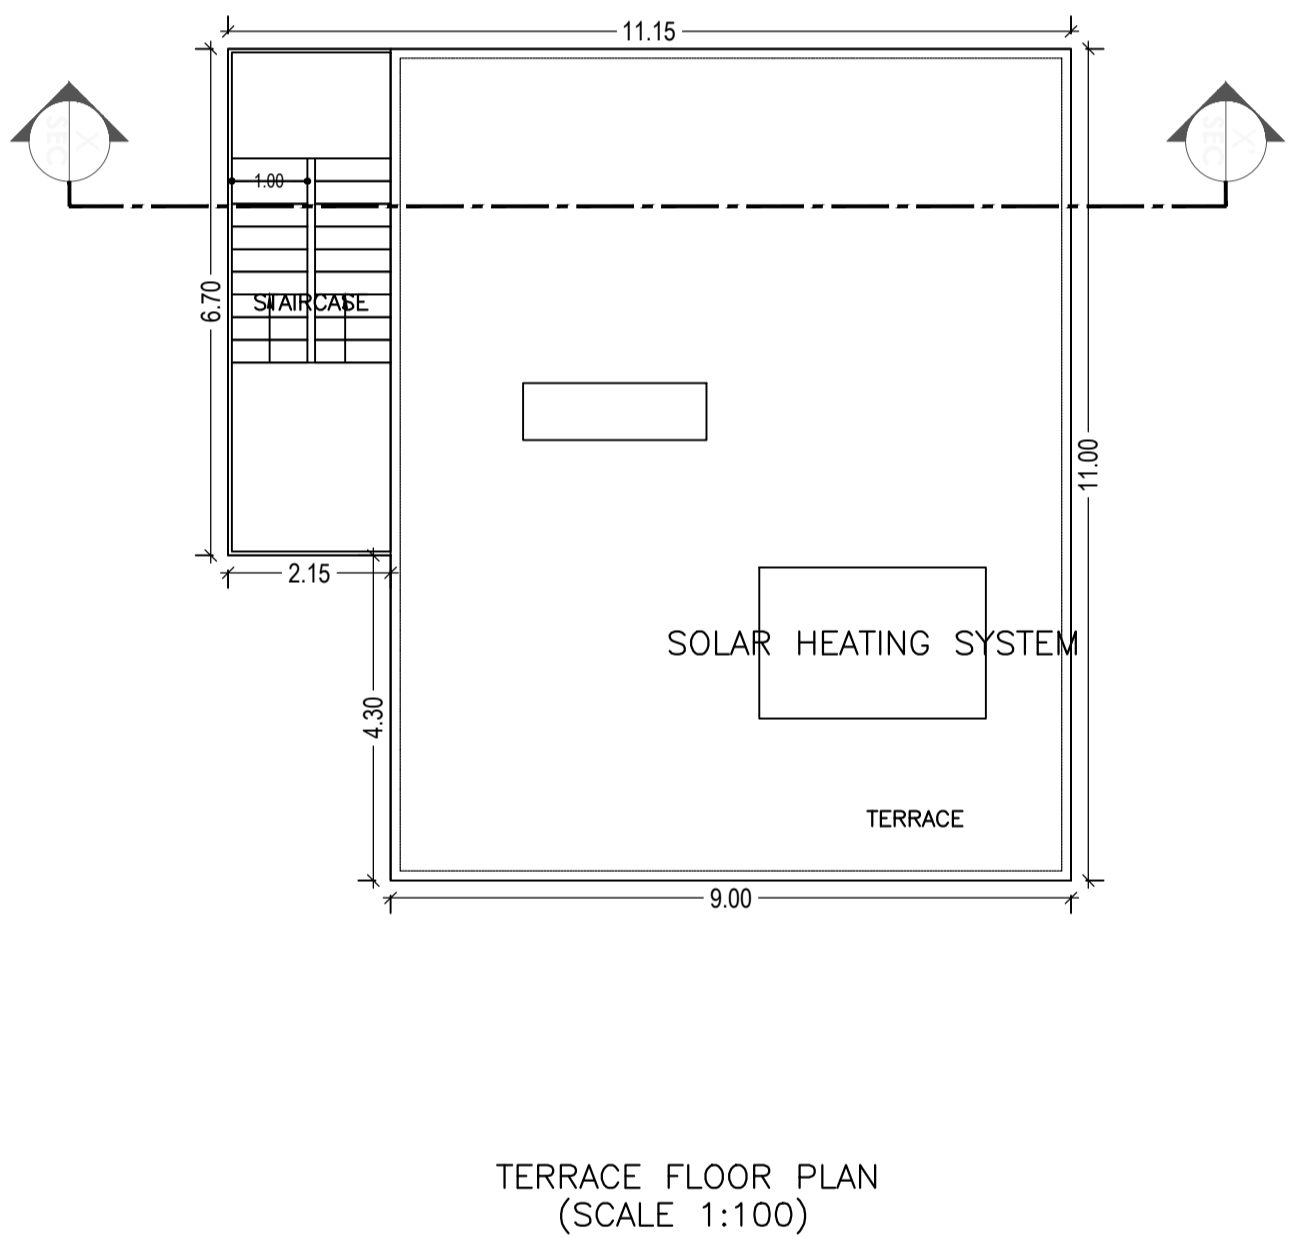 11.15
X
SEC
X'
SEC
1.00
STAIRCASE
6.70
11.00
2.15
SOLAR HEATING SYSTEM
4.30
TERRACE
9.00
TERRACE FLOOR PLAN
(SCALE 1:100)